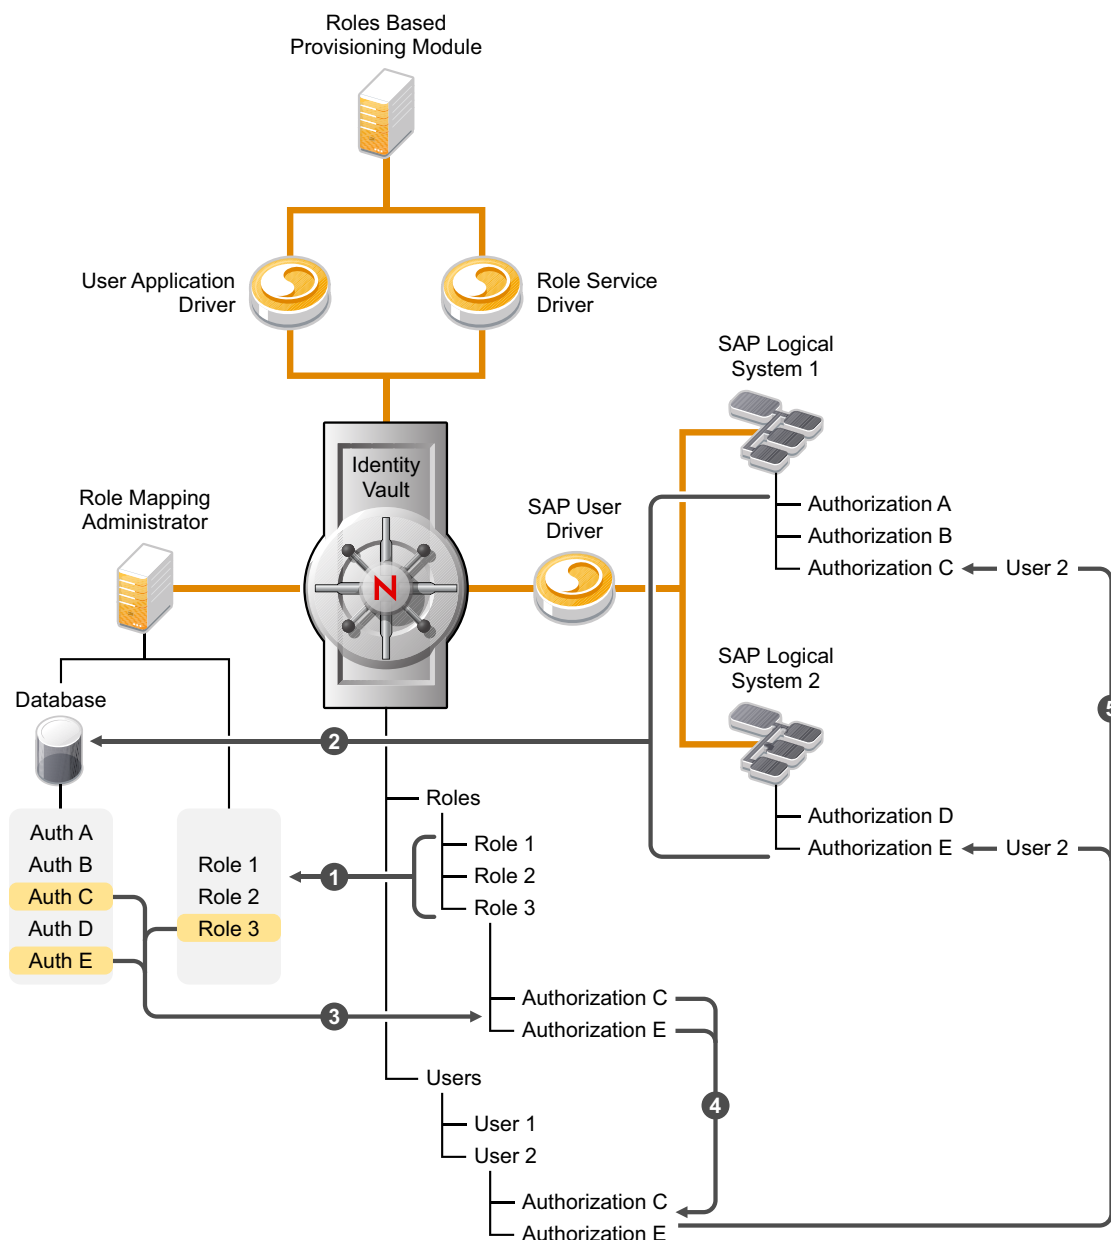 Roles Based
Provisioning Module
User Application
Driver
Role Service
Driver
SAP Logical
System 1
Identity
Vault
Role Mapping
Administrator
SAP User
Driver
N
Authorization A
Authorization B
Authorization C
User 2
SAP Logical
System 2
Database
2
5
Authorization D
Authorization E
User 2
Roles
Role 1
Role 2
Role 3
1
Auth A
Auth B
Auth C
Auth D
Auth E
Role 1
Role 2
Role 3
3
Authorization C
Authorization E
4
Users
User 1
User 2
Authorization C
Authorization E